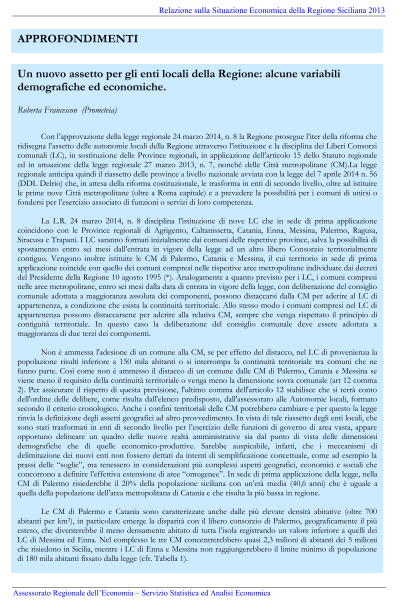 Relazione sulla Situazione Economica della Regione Siciliana 2013
APPROFONDIMENTI
Un nuovo assetto per gli enti locali della Regione: alcune variabili
demografiche ed economiche.
Roberta Francescon (Prometeia)
Con l'approvazione della legge regionale 24 marzo 2014, n. 8 la Regione prosegue l'iter della riforma che
ridisegna l'assetto delle autonomie locali della Regione attraverso l'istituzione e la disciplina dei Liberi Consorzi
comunali (LC), in sostituzione delle Province regionali, in applicazione dell'articolo 15 dello Statuto regionale
ed in attuazione della legge regionale 27 marzo 2013, n. 7, nonché delle Città metropolitane (CM).La legge
regionale anticipa quindi il riassetto delle province a livello nazionale avviata con la legge del 7 aprile 2014 n. 56
(DDL Delrio) che, in attesa della riforma costituzionale, le trasforma in enti di secondo livello, oltre ad istituire
le prime nove Città metropolitane (oltre a Roma capitale) e a prevedere la possibilità per i comuni di unirsi o
fondersi per l'esercizio associato di funzioni o servizi di loro competenza.
La L.R. 24 marzo 2014, n. 8 disciplina l'istituzione di nove LC che in sede di prima applicazione
coincidono con le Province regionali di Agrigento, Caltanissetta, Catania, Enna, Messina, Palermo, Ragusa,
Siracusa e Trapani. I LC saranno formati inizialmente dai comuni delle rispettive province, salva la possibilità di
spostamento entro sei mesi dall'entrata in vigore della legge ad un altro libero Consorzio territorialmente
contiguo. Vengono inoltre istituite le CM di Palermo, Catania e Messina, il cui territorio in sede di prima
applicazione coincide con quello dei comuni compresi nelle rispettive aree metropolitane individuate dai decreti
del Presidente della Regione 10 agosto 1995 (*). Analogamente a quanto previsto per i LC, i comuni compresi
nelle aree metropolitane, entro sei mesi dalla data di entrata in vigore della legge, con deliberazione del consiglio
comunale adottata a maggioranza assoluta dei componenti, possono distaccarsi dalla CM per aderire al LC di
appartenenza, a condizione che esista la continuità territoriale. Allo stesso modo i comuni compresi nei LC di
appartenenza possono distaccarsene per aderire alla relativa CM, sempre che venga rispettato il principio di
contiguità territoriale. In questo caso la deliberazione del consiglio comunale deve essere adottata a
maggioranza di due terzi dei componenti.
Non è ammessa l'adesione di un comune alla CM, se per effetto del distacco, nel LC di provenienza la
popolazione risulti inferiore a 150 mila abitanti o si interrompa la continuità territoriale tra comuni che ne
fanno parte. Così come non è ammesso il distacco di un comune dalle CM di Palermo, Catania e Messina se
viene meno il requisito della continuità territoriale o venga meno la dimensione sovra comunale (art 12 comma
2). Per assicurare il rispetto di questa previsione, l'ultimo comma dell'articolo 12 stabilisce che si terrà conto
dell'ordine delle delibere, come risulta dall'elenco predisposto, dall'assessorato alle Autonomie locali, formato
secondo il criterio cronologico. Anche i confini territoriali delle CM potrebbero cambiare e per questo la legge
rinvia la definizione degli assetti geografici ad altro provvedimento. In vista di tale riassetto degli enti locali, che
sono stati trasformati in enti di secondo livello per l'esercizio delle funzioni di governo di area vasta, appare
opportuno delineare un quadro delle nuove realtà amministrative sia dal punto di vista delle dimensioni
demografiche che di quelle economico-produttive. Sarebbe auspicabile, infatti, che i meccanismi di
delimitazione dei nuovi enti non fossero dettati da intenti di semplificazione concettuale, come ad esempio la
prassi delle "soglie", ma tenessero in considerazioni più complessi aspetti geografici, economici e sociali che
concorrono a definire l'effettiva estensione di aree "omogenee". In sede di prima applicazione della legge, nella
CM di Palermo risiederebbe il 20% della popolazione siciliana con un'età media (40,6) anni) che è uguale a
quella della popolazione dell'area metropolitana di Catania e che risulta la più bassa in regione.
Le CM di Palermo e Catania sono caratterizzate anche dalle più elevate densità abitative (oltre 700
abitanti per km²), in particolare emerge la disparità con il libero consorzio di Palermo, geograficamente il più
esteso, che diventerebbe il meno densamente abitato di tutta l'isola registrando un valore inferiore a quelli dei
LC di Messina ed Enna. Nel complesso le tre CM concentrerebbero quasi 2,3 milioni di abitanti dei 5 milioni
che risiedono in Sicilia, mentre i LC di Enna e Messina non raggiungerebbero il limite minimo di popolazione
di 180 mila abitanti fissato dalla legge (cfr. Tabella 1).
Assessorato Regionale dell'Economia – Servizio Statistica ed Analisi Economica